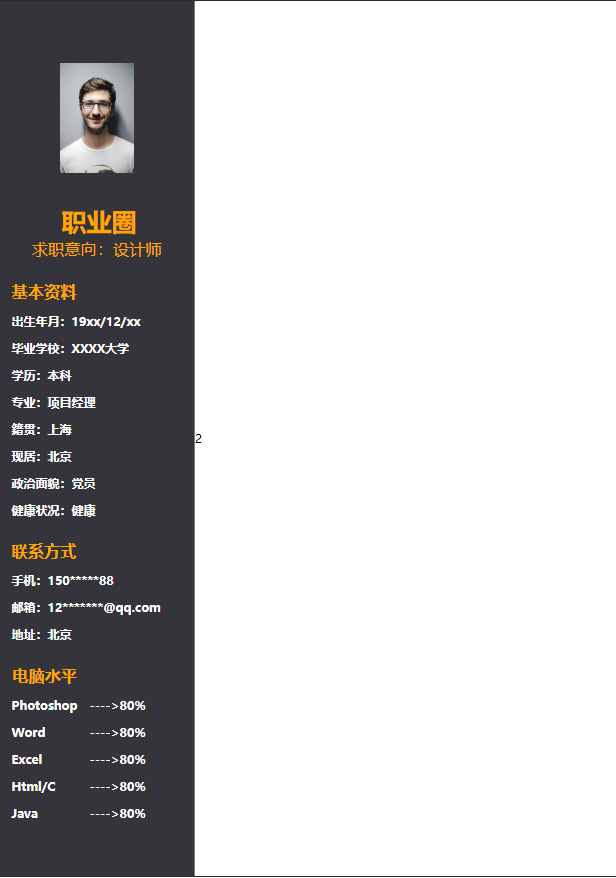 职业圈
求职意向：设计师
基本资料
出生年月：19xx/12/xx
毕业学校：XXXX大学
学历：本科
专业：项目经理
籍贯：上海
现居：北京
政治面貌：党员
健康状况：健康
联系方式
手机：150*****88
邮箱：12*******@qq.com
地址：北京
电脑水平
Photoshop ---->80%
Word ---->80%
Excel ---->80%
Html/C ---->80%
Java ---->80%
2